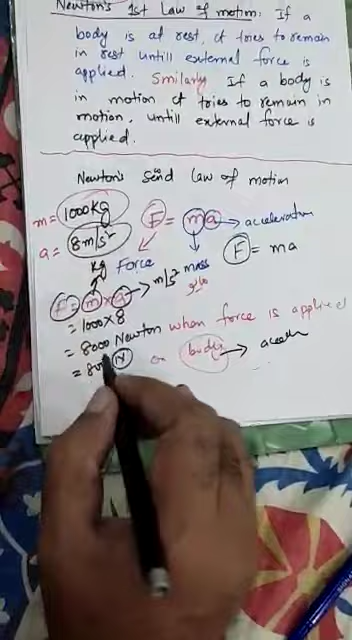 Newton's 1st Law of motion: If a
body is at rest, it tries to remain
in rest untill external force is
applied. Similarly If a body is
in motion it tries to remain in
motion, untill external force is
applied.
Newton's Law of motion
m = 1000kg
F = ma → acceleration
a = 8m/s²
F = ma
kg
Force
mass
F = m × a → m/s²
= 1000 × 8
= 8000 Newton when force is applied
on body →
N